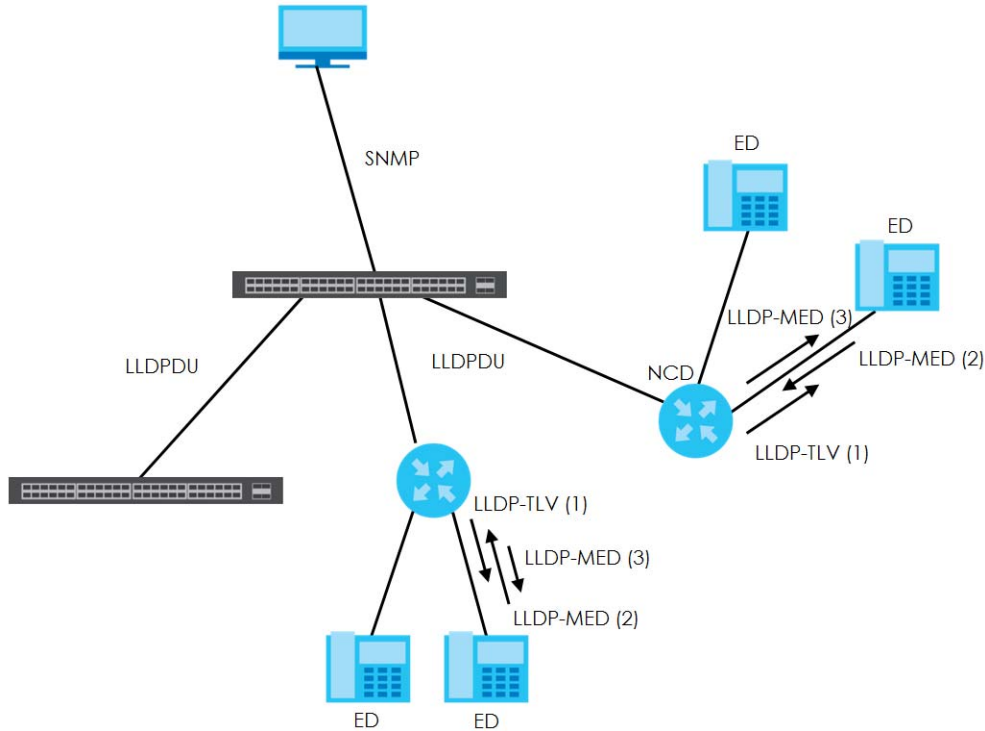 SNMP
ED
ED
LLDP-MED (3)
LLDPDU
LLDPDU
LLDP-MED (2)
NCD
LLDP-TLV (1)
LLDP-TLV (1)
LLDP-MED (3)
LLDP-MED (2)
ED
ED